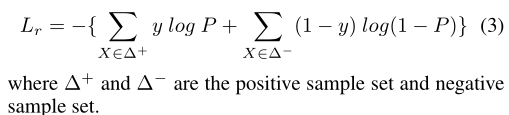 L_r = −{ ∑_{X∈Δ⁺} y log P + ∑_{X∈Δ⁻} (1 − y) log(1 − P)} (3)
where Δ⁺ and Δ⁻ are the positive sample set and negative
sample set.